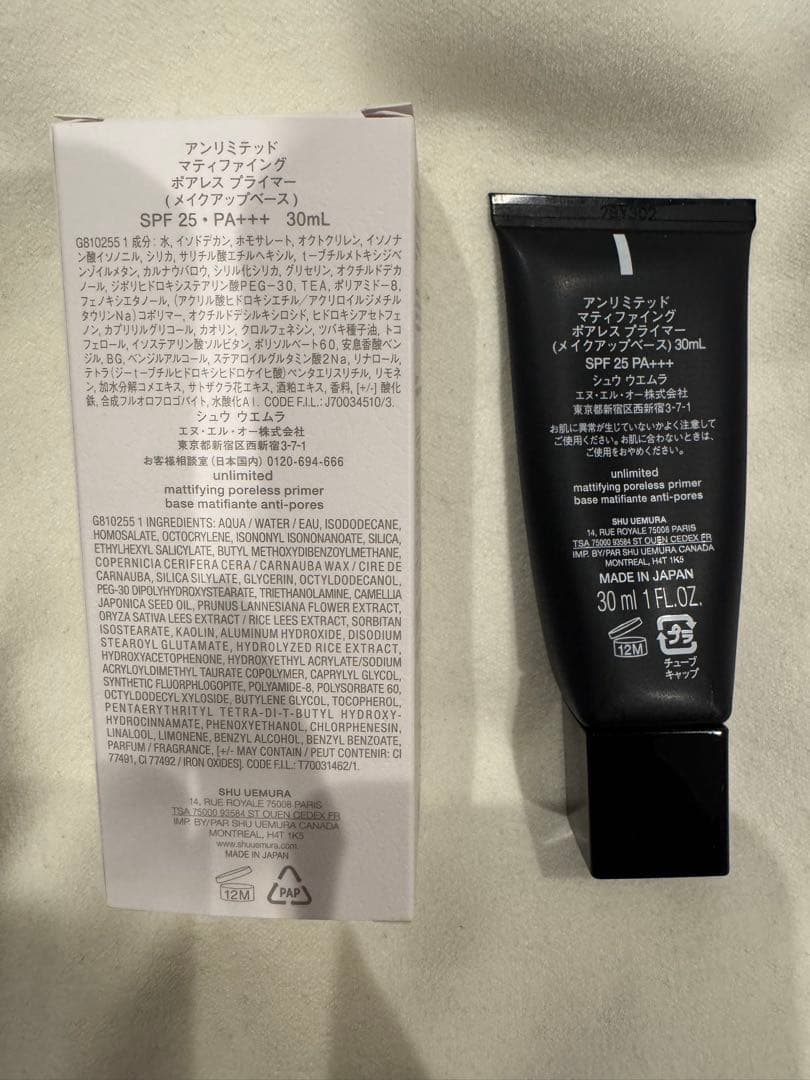 アンリミテッド
マティファイング
ポアレス プライマー
(メイクアップベース)
SPF 25・PA+++ 30mL
G810255 1 成分:水, イソドデカン, ホモサレート, オクトクリレン, イソノナ
ン酸イソノニル, シリカ, サリチル酸エチルヘキシル, t-ブチルメトキシジベ
ンゾイルメタン, カルナウバロウ, シリル化シリカ, グリセリン, オクチルドデカ
ノール, ジポリヒドロキシステアリン酸PEG-30, TEA, ポリアミド-8,
フェノキシエタノール, (アクリル酸ヒドロキシエチル/アクリロイルジメチル
タウリンNa)コポリマー, オクチルドデシルキシロシド, ヒドロキシアセトフェ
ノン, カプリリルグリコール, カオリン, クロルフェネシン, ツバキ種子油, トコ
フェロール, イソステアリン酸ソルビタン, ポリソルベート60, 安息香酸ベン
ジル, BG, ベンジルアルコール, ステアロイルグルタミン酸2Na, リナロール,
テトラ(ジ-t-ブチルヒドロキシヒドロケイヒ酸)ペンタエリスリチル, リモネ
ン, 加水分解コメエキス, サトザクラ花エキス, 酒粕エキス, 香料, [+/-] 酸化
鉄, 合成フルオロフロゴパイト, 水酸化Al. CODE F.I.L.: J70034510/3.
シュウ ウエムラ
エヌ・エル・オー株式会社
東京都新宿区西新宿3-7-1
お客様相談室(日本国内) 0120-694-666
unlimited
mattifying poreless primer
base matifiante anti-pores
G810255 1 INGREDIENTS: AQUA / WATER / EAU, ISODODECANE,
HOMOSALATE, OCTOCRYLENE, ISONONYL ISONONANOATE, SILICA,
ETHYLHEXYL SALICYLATE, BUTYL METHOXYDIBENZOYLMETHANE,
COPERNICIA CERIFERA CERA / CARNAUBA WAX / CIRE DE
CARNAUBA, SILICA SILYLATE, GLYCERIN, OCTYLDODECANOL,
PEG-30 DIPOLYHYDROXYSTEARATE, TRIETHANOLAMINE, CAMELLIA
JAPONICA SEED OIL, PRUNUS LANNESIANA FLOWER EXTRACT,
ORYZA SATIVA LEES EXTRACT / RICE LEES EXTRACT, SORBITAN
ISOSTEARATE, KAOLIN, ALUMINUM HYDROXIDE, DISODIUM
STEAROYL GLUTAMATE, HYDROLYZED RICE EXTRACT,
HYDROXYACETOPHENONE, HYDROXYETHYL ACRYLATE/SODIUM
ACRYLOYLDIMETHYL TAURATE COPOLYMER, CAPRYLYL GLYCOL,
SYNTHETIC FLUORPHLOGOPITE, POLYAMIDE-8, POLYSORBATE 60,
OCTYLDODECYL XYLOSIDE, BUTYLENE GLYCOL, TOCOPHEROL,
PENTAERYTHRITYL TETRA-DI-T-BUTYL HYDROXY-
HYDROCINNAMATE, PHENOXYETHANOL, CHLORPHENESIN,
LINALOOL, LIMONENE, BENZYL ALCOHOL, BENZYL BENZOATE,
PARFUM / FRAGRANCE, [+/- MAY CONTAIN / PEUT CONTENIR: CI
77491, CI 77492 / IRON OXIDES]. CODE F.I.L.: T70031462/1.
SHU UEMURA
14, RUE ROYALE 75008 PARIS
TSA 75000 93584 ST OUEN CEDEX FR
IMP. BY/PAR SHU UEMURA CANADA
MONTREAL, H4T 1K5
www.shuuemura.com
MADE IN JAPAN
12M
PAP
アンリミテッド
マティファイング
ポアレス プライマー
(メイクアップベース) 30mL
SPF 25 PA+++
シュウ ウエムラ
エヌ・エル・オー株式会社
東京都新宿区西新宿3-7-1
お肌に異常が生じていないかよく注意して
ご使用ください。お肌に合わないときは、
ご使用をおやめください。
unlimited
mattifying poreless primer
base matifiante anti-pores
SHU UEMURA
14, RUE ROYALE 75008 PARIS
TSA 75000 93584 ST OUEN CEDEX FR
IMP. BY/PAR SHU UEMURA CANADA
MONTREAL, H4T 1K5
MADE IN JAPAN
30 ml 1 FL.OZ.
12M
プラ
チューブ
キャップ